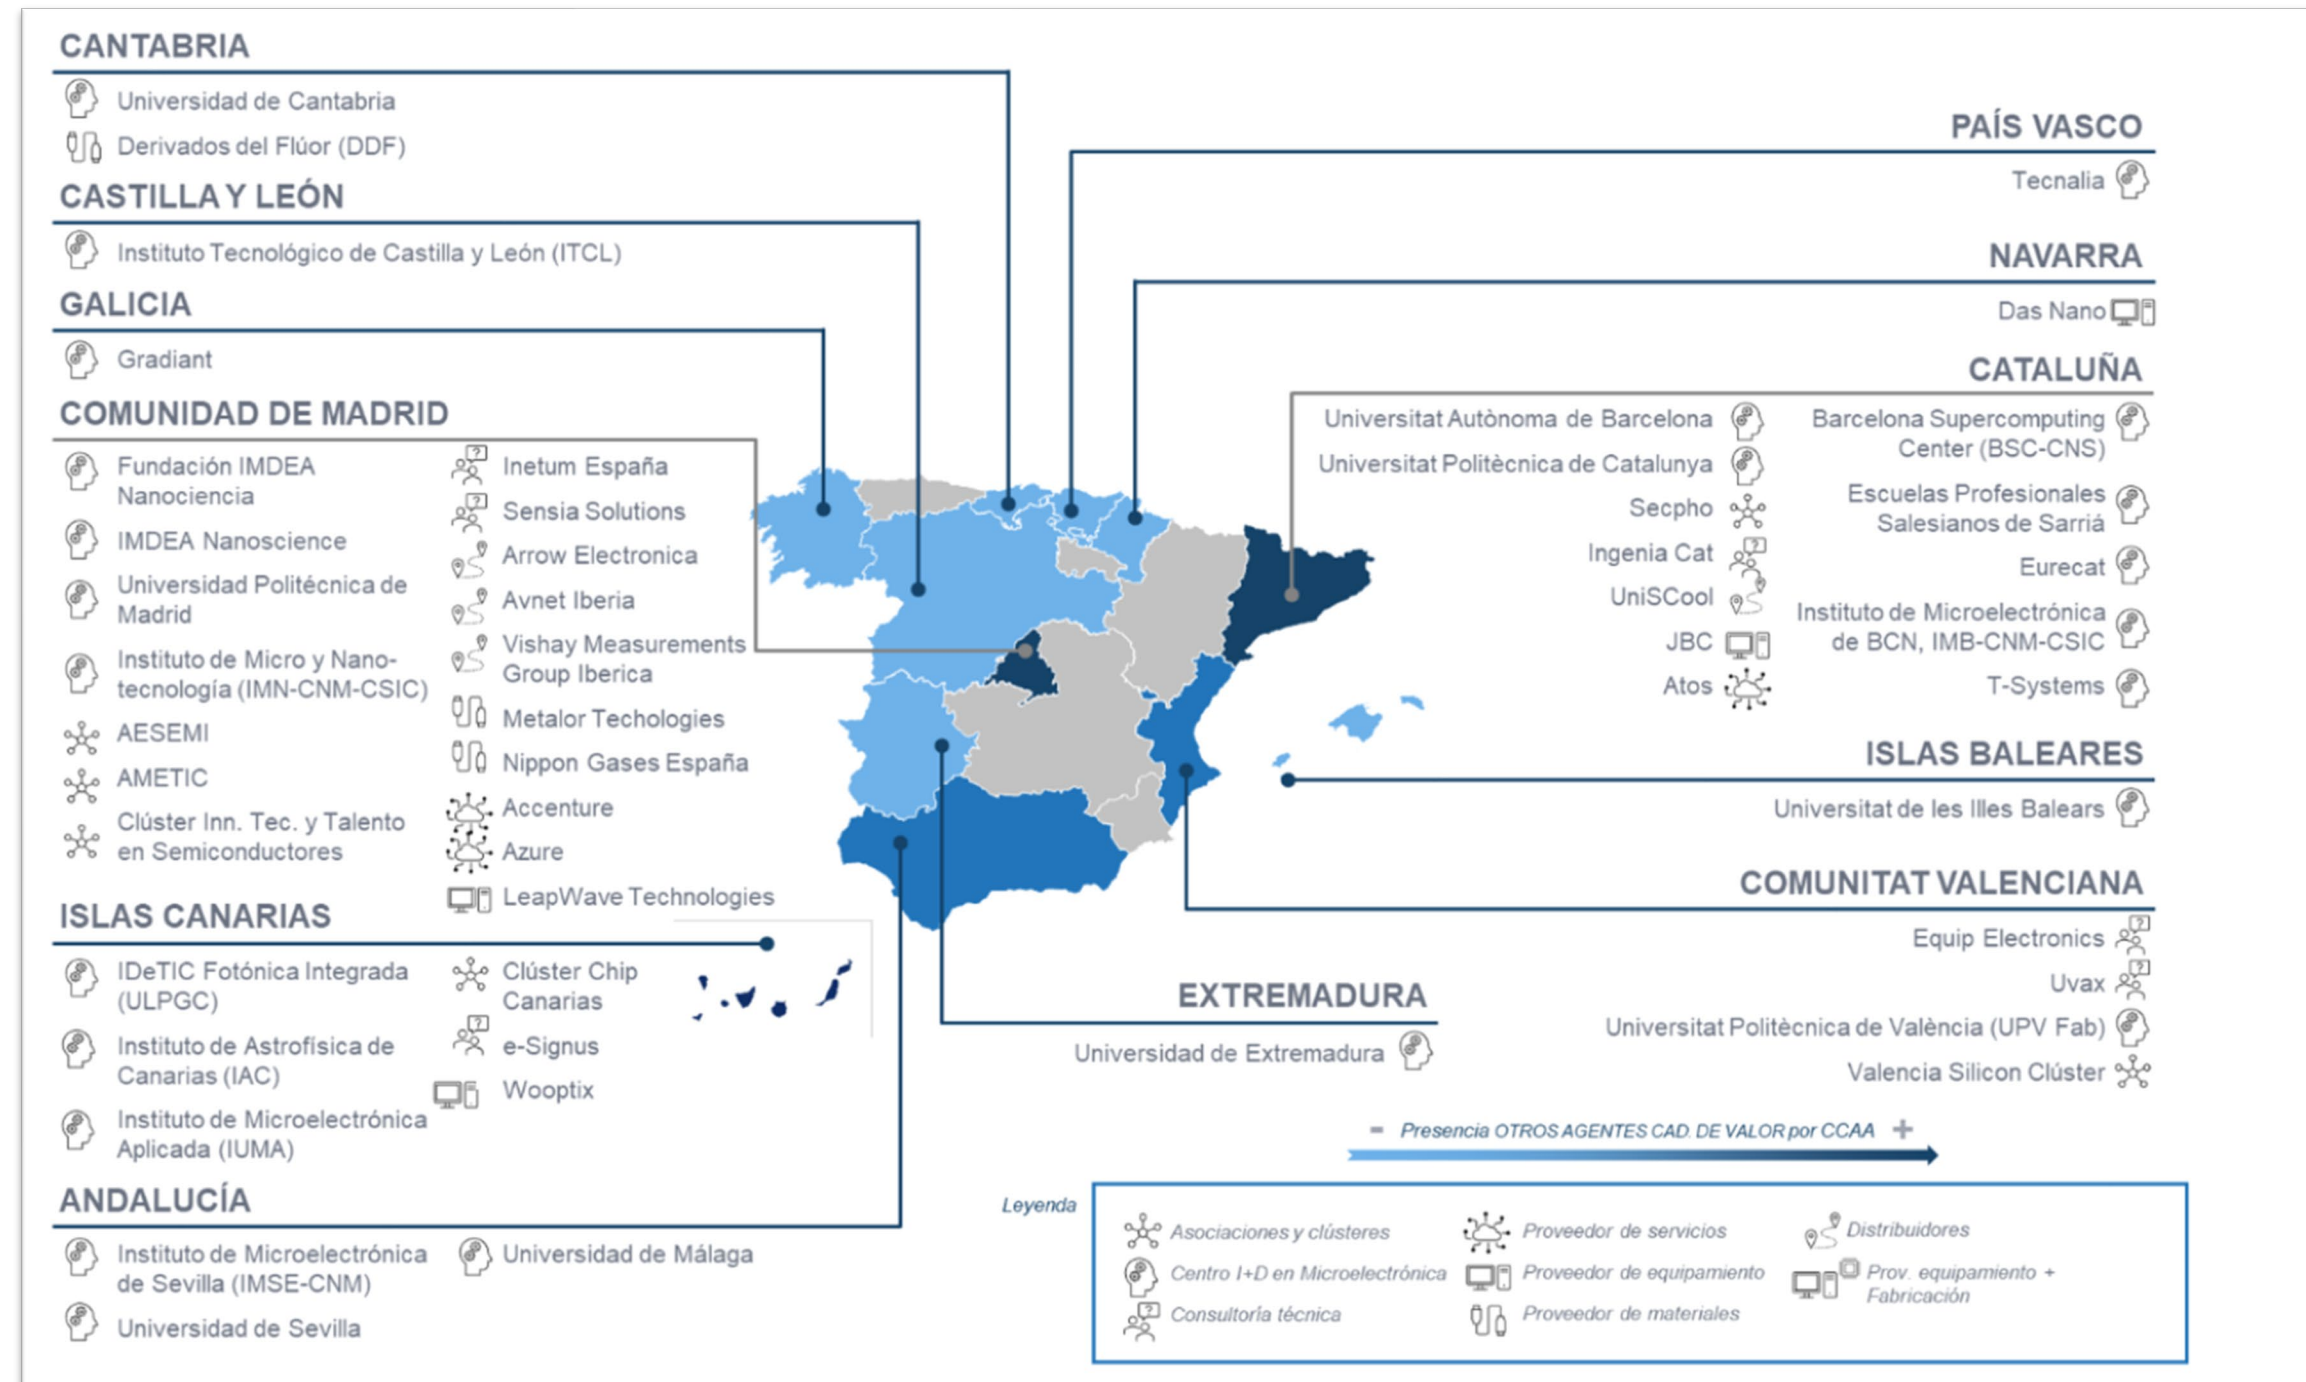 CANTABRIA
Universidad de Cantabria
Derivados del Flúor (DDF)
CASTILLA Y LEÓN
Instituto Tecnológico de Castilla y León (ITCL)
GALICIA
Gradiant
COMUNIDAD DE MADRID
Fundación IMDEA
Nanociencia
IMDEA Nanoscience
Universidad Politécnica de
Madrid
Instituto de Micro y Nano-
tecnología (IMN-CNM-CSIC)
AESEMI
AMETIC
Clúster Inn. Tec. y Talento
en Semiconductores
Inetum España
Sensia Solutions
Arrow Electronica
Avnet Iberia
Vishay Measurements
Group Iberica
Metalor Techologies
Nippon Gases España
Accenture
Azure
LeapWave Technologies
ISLAS CANARIAS
IDeTIC Fotónica Integrada
(ULPGC)
Instituto de Astrofísica de
Canarias (IAC)
Instituto de Microelectrónica
Aplicada (IUMA)
Clúster Chip
Canarias
e-Signus
Wooptix
ANDALUCÍA
Instituto de Microelectrónica
de Sevilla (IMSE-CNM)
Universidad de Sevilla
Universidad de Málaga
PAÍS VASCO
Tecnalia
NAVARRA
Das Nano
CATALUÑA
Universitat Autònoma de Barcelona
Universitat Politècnica de Catalunya
Secpho
Ingenia Cat
UniSCool
JBC
Atos
Barcelona Supercomputing
Center (BSC-CNS)
Escuelas Profesionales
Salesianos de Sarriá
Eurecat
Instituto de Microelectrónica
de BCN, IMB-CNM-CSIC
T-Systems
ISLAS BALEARES
Universitat de les Illes Balears
COMUNITAT VALENCIANA
Equip Electronics
Uvax
Universitat Politècnica de València (UPV Fab)
Valencia Silicon Clúster
EXTREMADURA
Universidad de Extremadura
- Presencia OTROS AGENTES CAD. DE VALOR por CCAA +
Leyenda
Asociaciones y clústeres
Centro I+D en Microelectrónica
Consultoría técnica
Proveedor de servicios
Proveedor de equipamiento
Proveedor de materiales
Distribuidores
Prov. equipamiento +
Fabricación